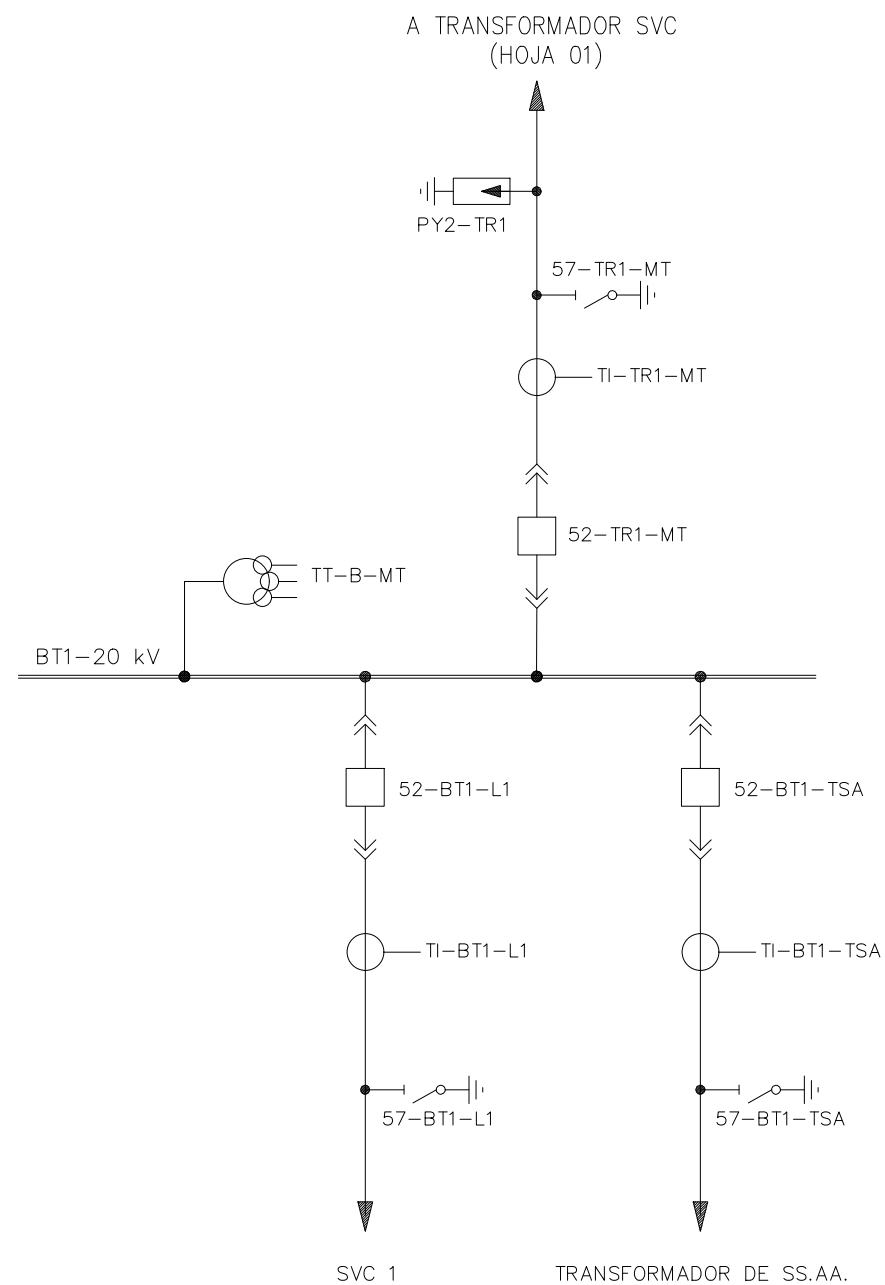 A TRANSFORMADOR SVC
(HOJA 01)
PY2-TR1
57-TR1-MT
TI-TR1-MT
52-TR1-MT
TT-B-MT
BT1-20 kV
52-BT1-L1
52-BT1-TSA
TI-BT1-L1
TI-BT1-TSA
57-BT1-L1
57-BT1-TSA
SVC 1
TRANSFORMADOR DE SS.AA.